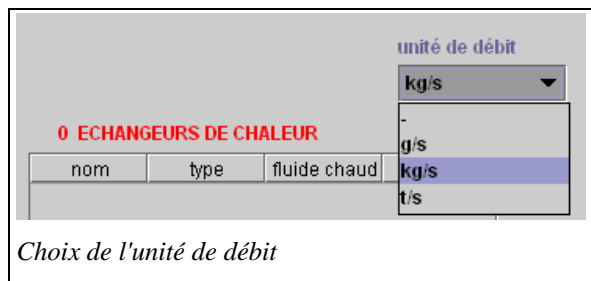 unité de débit
kg/s
-
0 ECHANGEURS DE CHALEUR
g/s
nom type fluide chaud kg/s
t/s
Choix de l'unité de débit